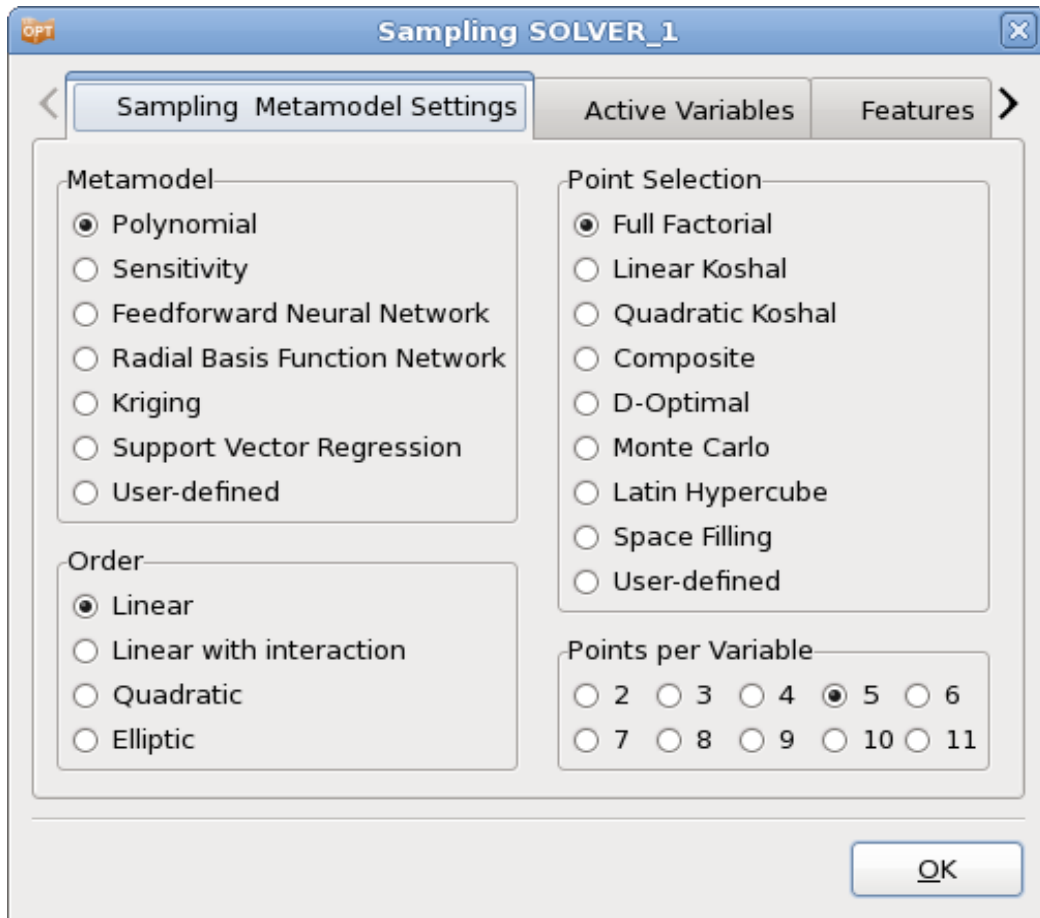 OPT
Sampling SOLVER_1
Sampling Metamodel Settings
Active Variables
Features
Metamodel
Polynomial
Sensitivity
Feedforward Neural Network
Radial Basis Function Network
Kriging
Support Vector Regression
User-defined
Order
Linear
Linear with interaction
Quadratic
Elliptic
Point Selection
Full Factorial
Linear Koshal
Quadratic Koshal
Composite
D-Optimal
Monte Carlo
Latin Hypercube
Space Filling
User-defined
Points per Variable
2 3 4 5 6
7 8 9 10 11
OK